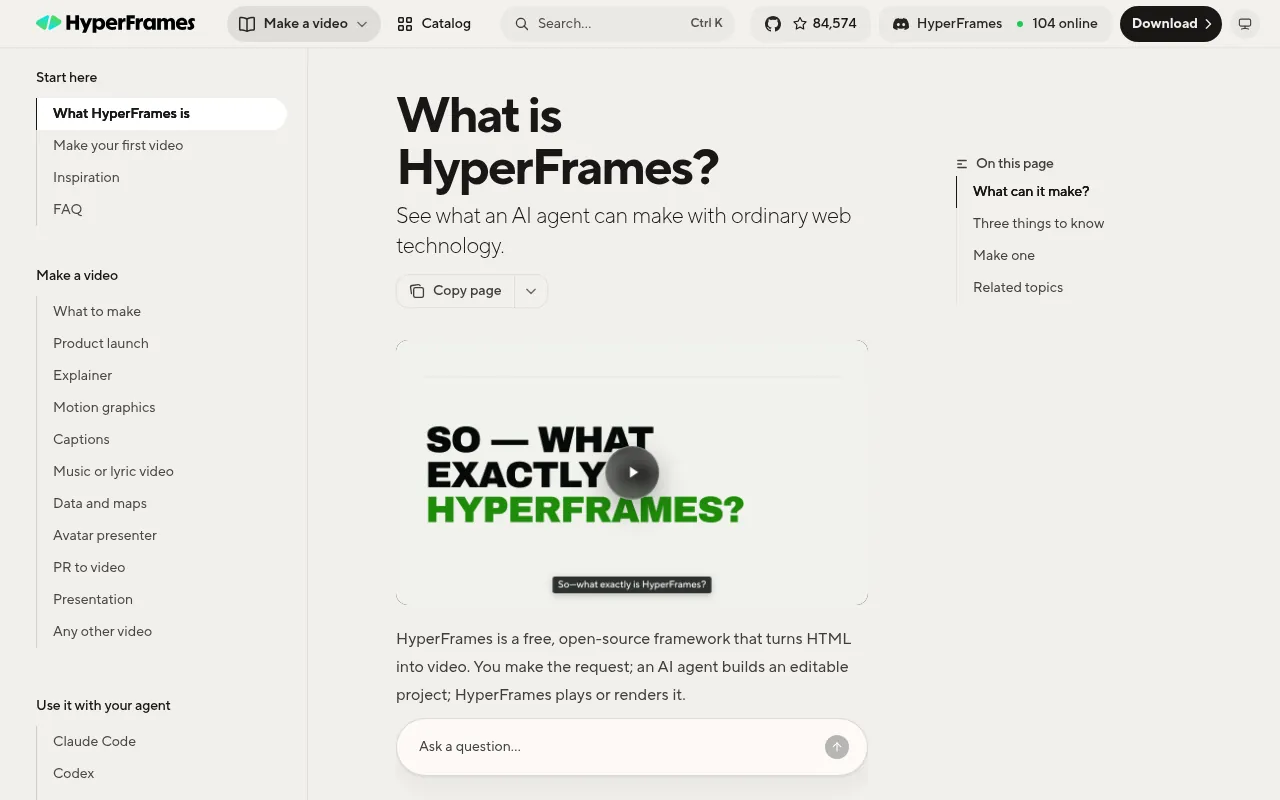 HyperFrames
Make a video
Catalog
Search...
Ctrl K
84,574
HyperFrames
104 online
Download
Start here
What HyperFrames is
Make your first video
Inspiration
FAQ
Make a video
What to make
Product launch
Explainer
Motion graphics
Captions
Music or lyric video
Data and maps
Avatar presenter
PR to video
Presentation
Any other video
Use it with your agent
Claude Code
Codex
What is
HyperFrames?
See what an AI agent can make with ordinary web
technology.
Copy page
SO — WHAT
EXACTLY
HYPERFRAMES?
So—what exactly is HyperFrames?
HyperFrames is a free, open-source framework that turns HTML
into video. You make the request; an AI agent builds an editable
project; HyperFrames plays or renders it.
Ask a question...
On this page
What can it make?
Three things to know
Make one
Related topics